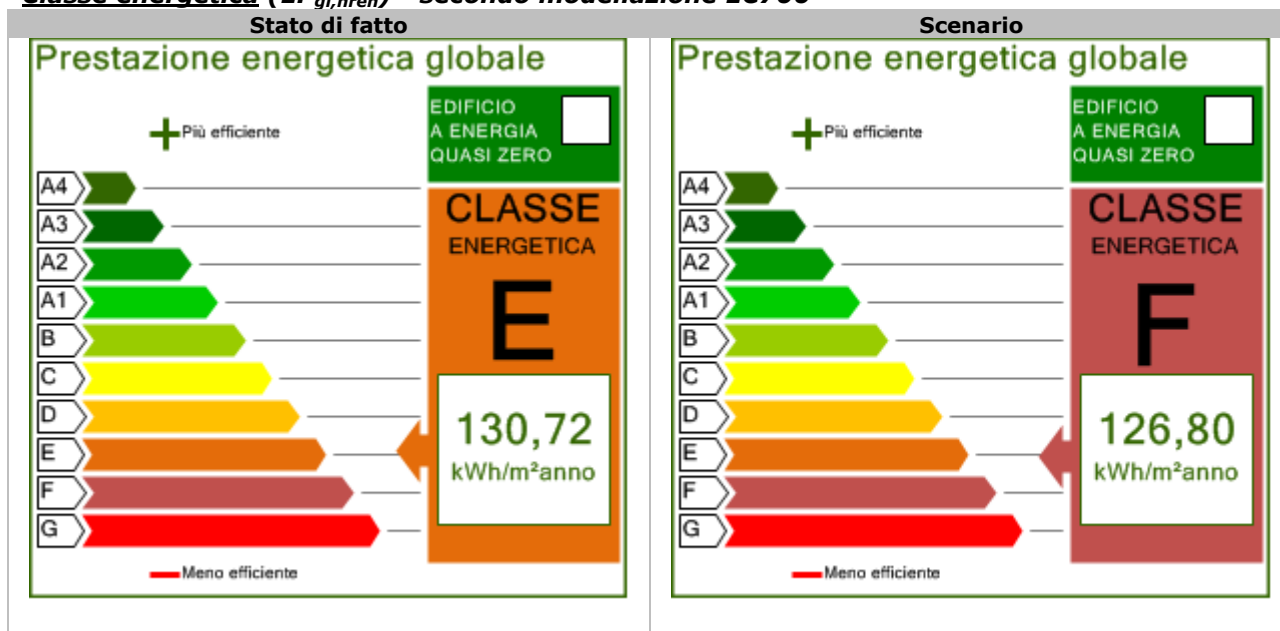 Stato di fatto
Prestazione energetica globale
Più efficiente
EDIFICIO
A ENERGIA
QUASI ZERO
A4
A3
A2
A1
B
C
D
E
F
G
Meno efficiente
CLASSE
ENERGETICA
E
130,72
kWh/m²anno
Scenario
Prestazione energetica globale
Più efficiente
EDIFICIO
A ENERGIA
QUASI ZERO
A4
A3
A2
A1
B
C
D
E
F
G
Meno efficiente
CLASSE
ENERGETICA
F
126,80
kWh/m²anno